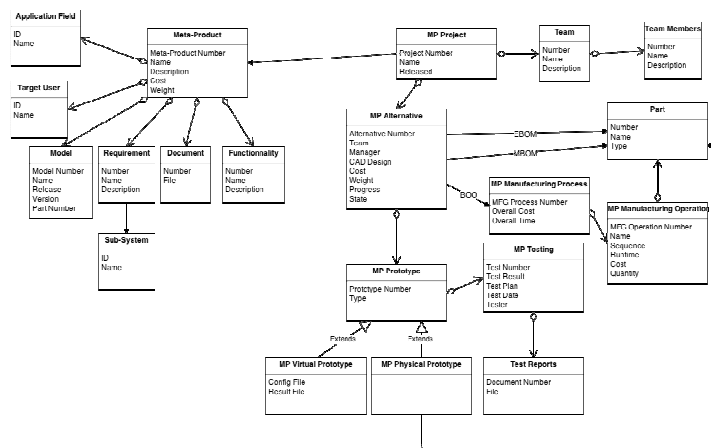 Application Field
ID
Name
Meta-Product
Meta-Product Number
Name
Description
Cost
Weight
MP Project
Project Number
Name
Released
Team
Number
Name
Description
Team Members
Number
Name
Description
Target User
ID
Name
MP Alternative
Alternative Number
Team
Manager
CAD Design
Cost
Weight
Progress
State
EBOM
MBOM
BOO
Part
Number
Name
Type
Model
Model Number
Name
Release
Version
Part Number
Requirement
Number
Name
Description
Document
Number
File
Functionnality
Number
Name
Description
MP Manufacturing Process
MFG Process Number
Overall Cost
Overall Time
MP Manufacturing Operation
MFG Operation Number
Name
Sequence
Runtime
Cost
Quantity
Sub-System
ID
Name
MP Prototype
Prototype Number
Type
MP Testing
Test Number
Test Result
Test Plan
Test Date
Tester
Extends
Extends
MP Virtual Prototype
Config File
Result File
MP Physical Prototype
Test Reports
Document Number
File